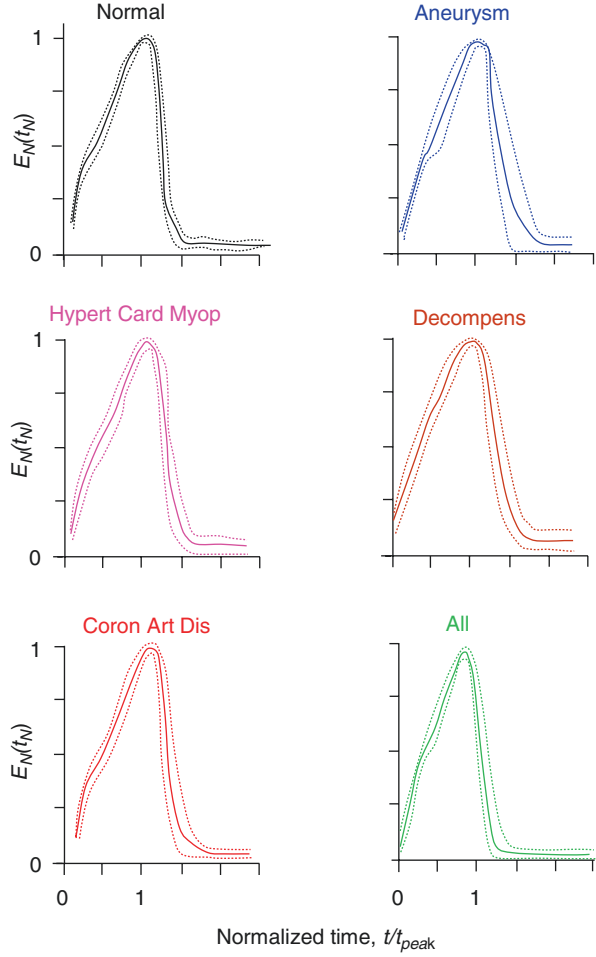 Normal
Aneurysm
1
E_N(t_N)
0
Hypert Card Myop
Decompens
1
E_N(t_N)
0
Coron Art Dis
All
1
E_N(t_N)
0
0 1 0 1
Normalized time, t/t_peak